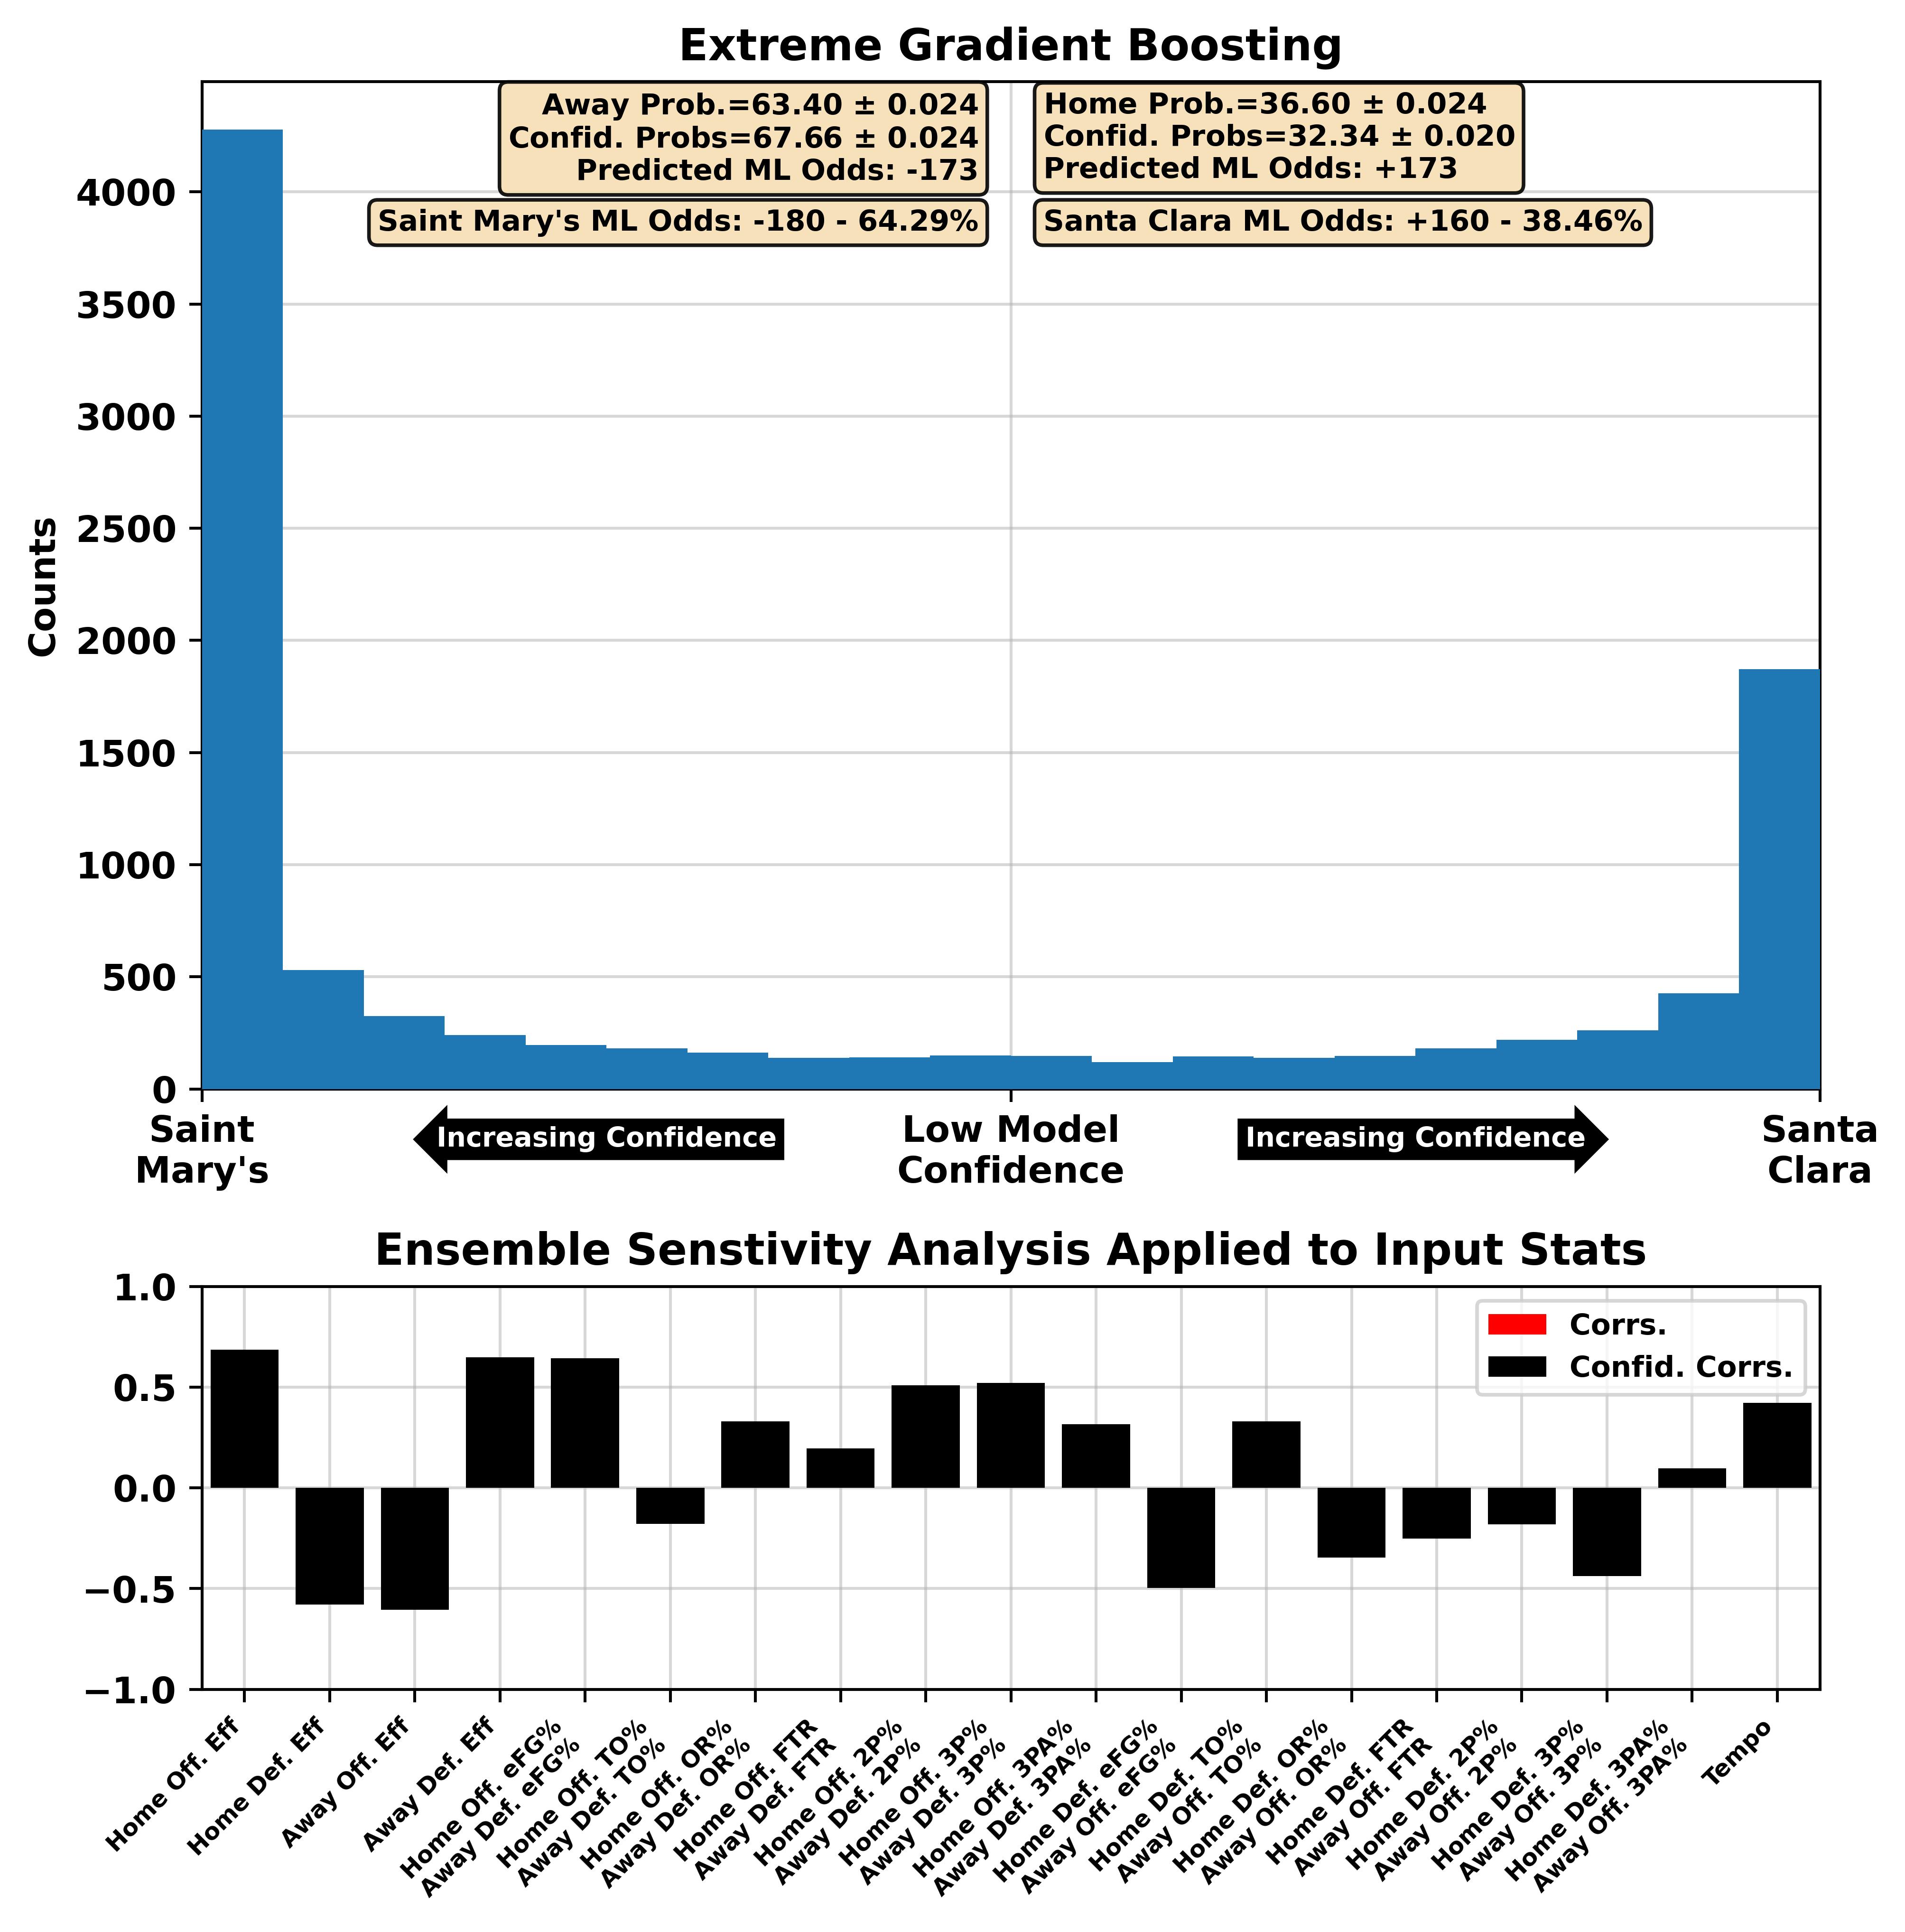 Extreme Gradient Boosting
Away Prob.=63.40 ± 0.024
Confid. Probs=67.66 ± 0.024
Predicted ML Odds: -173
Home Prob.=36.60 ± 0.024
Confid. Probs=32.34 ± 0.020
Predicted ML Odds: +173
Saint Mary's ML Odds: -180 - 64.29%
Santa Clara ML Odds: +160 - 38.46%
Counts
4000
3500
3000
2500
2000
1500
1000
500
0
Saint
Mary's
Increasing Confidence
Low Model
Confidence
Increasing Confidence
Santa
Clara
Ensemble Senstivity Analysis Applied to Input Stats
1.0
0.5
0.0
−0.5
−1.0
Corrs.
Confid. Corrs.
Home Off. Eff
Home Def. Eff
Away Off. Eff
Away Def. Eff
Home Off. eFG%
Away Def. eFG%
Home Off. TO%
Away Def. TO%
Home Off. OR%
Away Def. OR%
Home Off. FTR
Away Def. FTR
Home Off. 2P%
Away Def. 2P%
Home Off. 3P%
Away Def. 3P%
Home Off. 3PA%
Away Def. 3PA%
Home Def. eFG%
Away Off. eFG%
Home Def. TO%
Away Off. TO%
Home Def. OR%
Away Off. OR%
Home Def. FTR
Away Off. FTR
Home Def. 2P%
Away Off. 2P%
Home Def. 3P%
Away Off. 3P%
Home Def. 3PA%
Away Off. 3PA%
Tempo